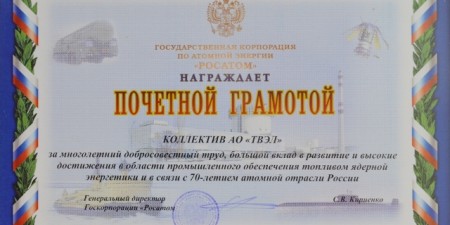 ГОСУДАРСТВЕННАЯ КОРПОРАЦИЯ
ПО АТОМНОЙ ЭНЕРГИИ
«РОСАТОМ»
НАГРАЖДАЕТ
ПОЧЕТНОЙ ГРАМОТОЙ
КОЛЛЕКТИВ АО «ТВЭЛ»
за многолетний добросовестный труд, большой вклад в развитие и высокие
достижения в области промышленного обеспечения топливом ядерной
энергетики и в связи с 70-летием атомной отрасли России
Генеральный директор
Госкорпорации «Росатом»
С.В. Кириенко